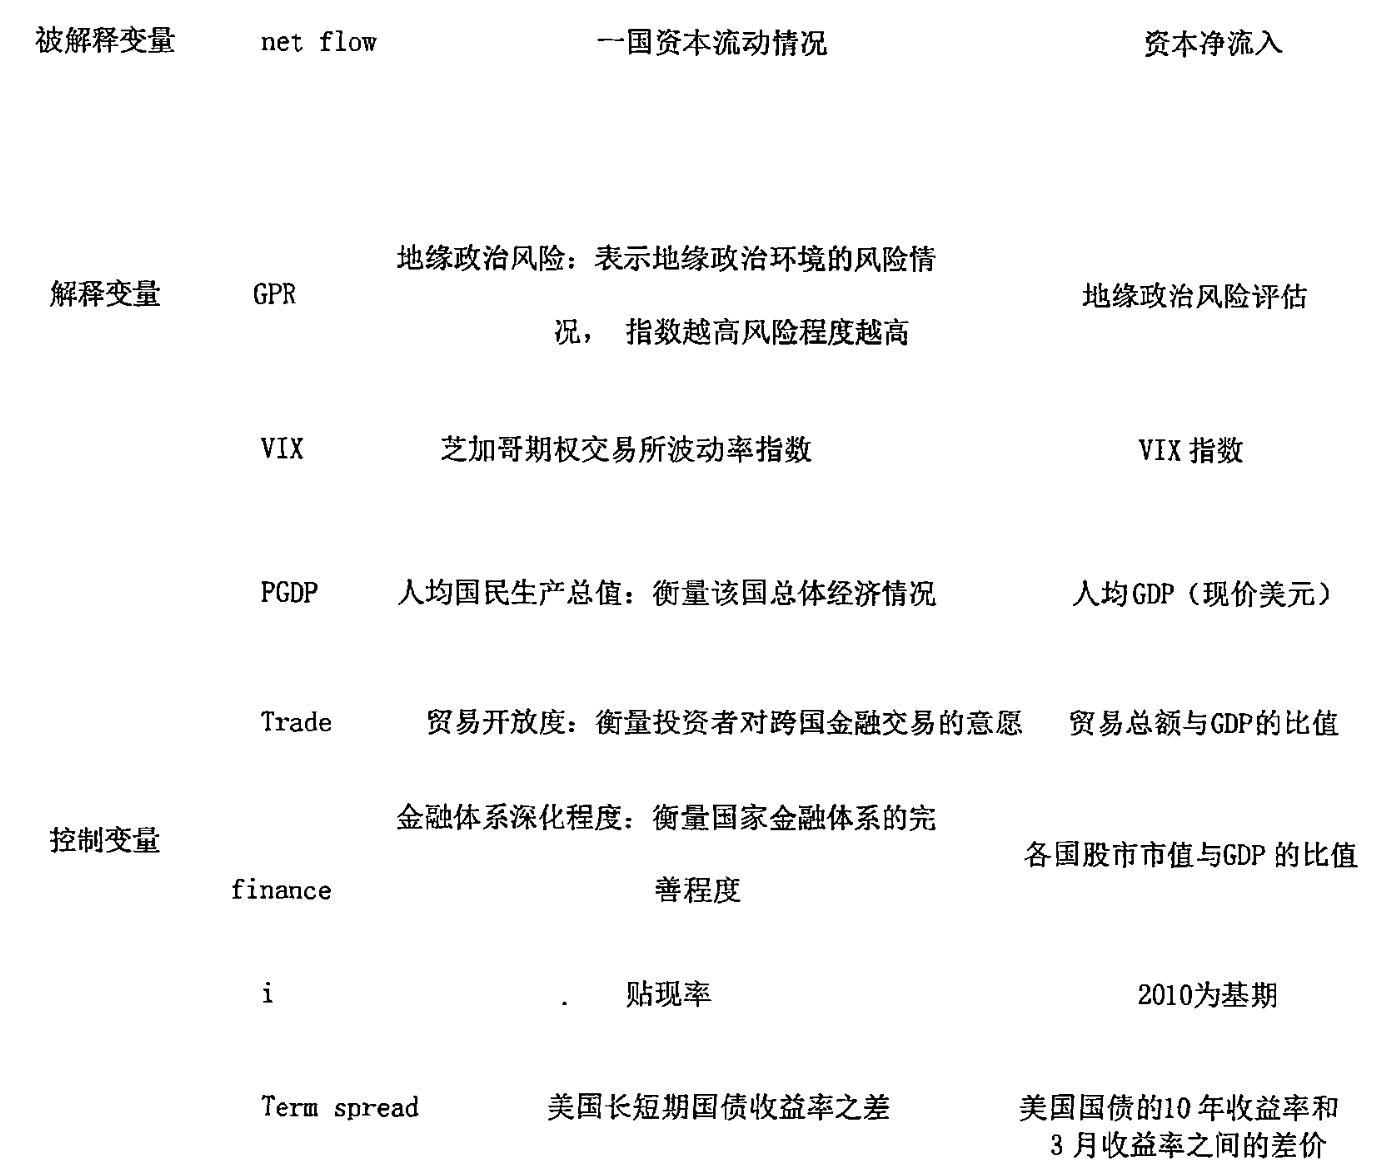 被解释变量 net flow 一国资本流动情况 资本净流入
地缘政治风险：表示地缘政治环境的风险情
解释变量 GPR 地缘政治风险评估
况， 指数越高风险程度越高
VIX 芝加哥期权交易所波动率指数 VIX 指数
PGDP 人均国民生产总值：衡量该国总体经济情况 人均GDP（现价美元）
Trade 贸易开放度：衡量投资者对跨国金融交易的意愿 贸易总额与GDP的比值
金融体系深化程度：衡量国家金融体系的完
控制变量 各国股市市值与GDP 的比值
finance 善程度
i 贴现率 2010为基期
Term spread 美国长短期国债收益率之差 美国国债的10 年收益率和
3 月收益率之间的差价